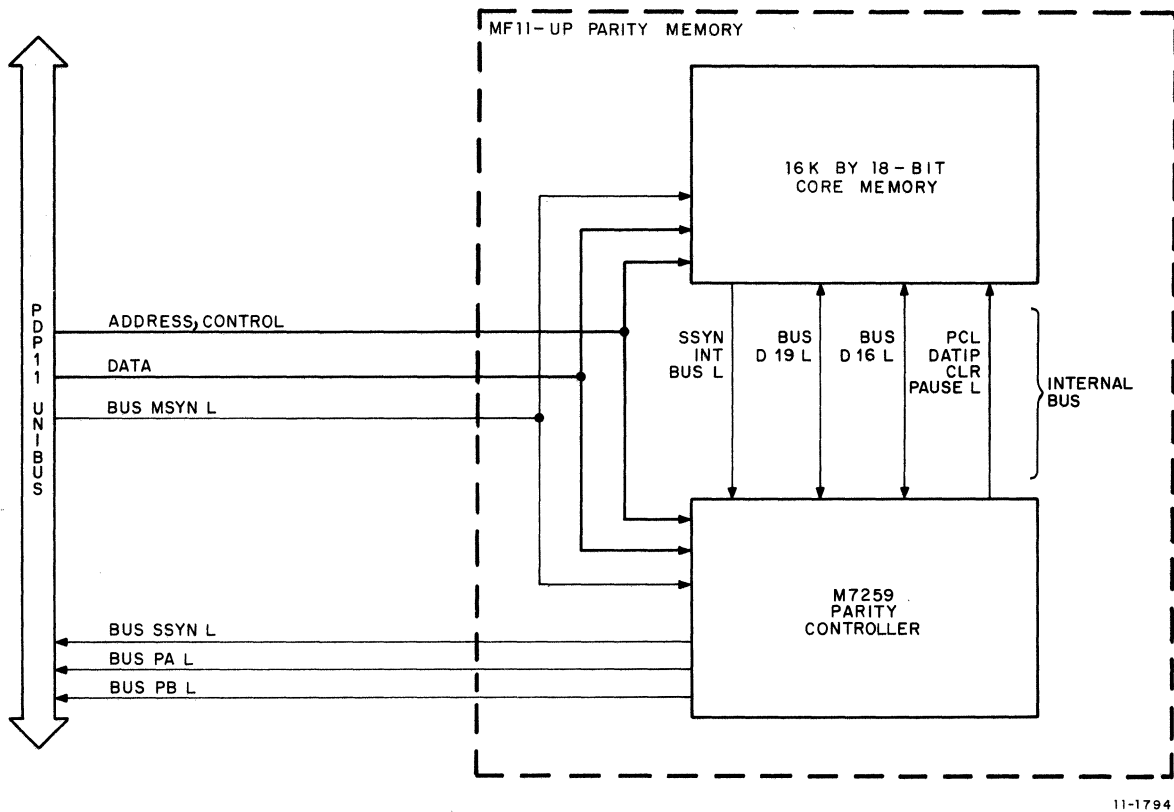 MF11-UP PARITY MEMORY
16K BY 18-BIT
CORE MEMORY
PDP11 UNIBUS
ADDRESS, CONTROL
DATA
BUS MSYN L
SSYN
INT
BUS L
BUS
D 19 L
BUS
D 16 L
PCL
DATIP
CLR
PAUSE L
INTERNAL
BUS
M7259
PARITY
CONTROLLER
BUS SSYN L
BUS PA L
BUS PB L
11-1794